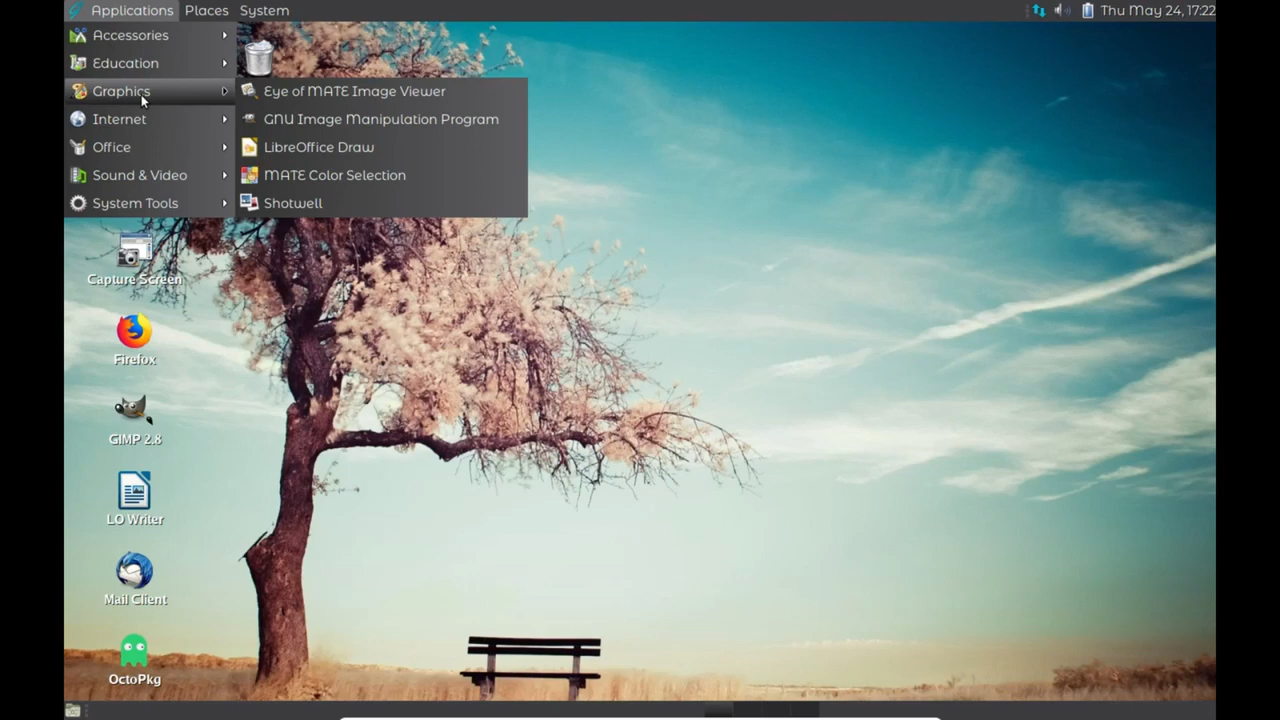 Applications Places System Thu May 24, 17:22
Accessories
Education
Graphics
Internet
Office
Sound & Video
System Tools
Eye of MATE Image Viewer
GNU Image Manipulation Program
LibreOffice Draw
MATE Color Selection
Shotwell
Capture Screen
Firefox
GIMP 2.8
LO Writer
Mail Client
OctoPkg